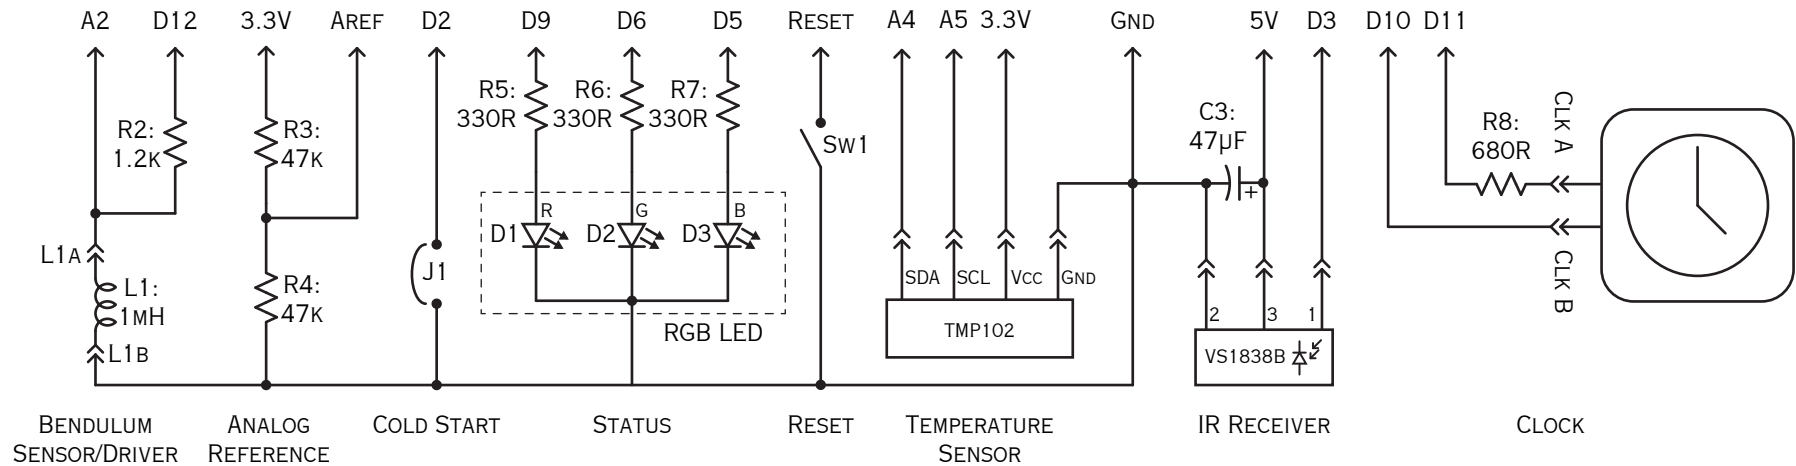 A2 D12 3.3V AREF D2 D9 D6 D5 RESET A4 A5 3.3V GND 5V D3 D10 D11
R5:
330R
R6:
330R
R7:
330R
R2:
1.2K
R3:
47K
SW1
C3:
47µF
R8:
680R
CLK A
CLK B
L1A
L1:
1MH
L1B
R4:
47K
J1
R G B
D1 D2 D3
RGB LED
SDA SCL VCC GND
TMP102
2 3 1
VS1838B
BENDULUM
SENSOR/DRIVER
ANALOG
REFERENCE
COLD START
STATUS
RESET
TEMPERATURE
SENSOR
IR RECEIVER
CLOCK
+